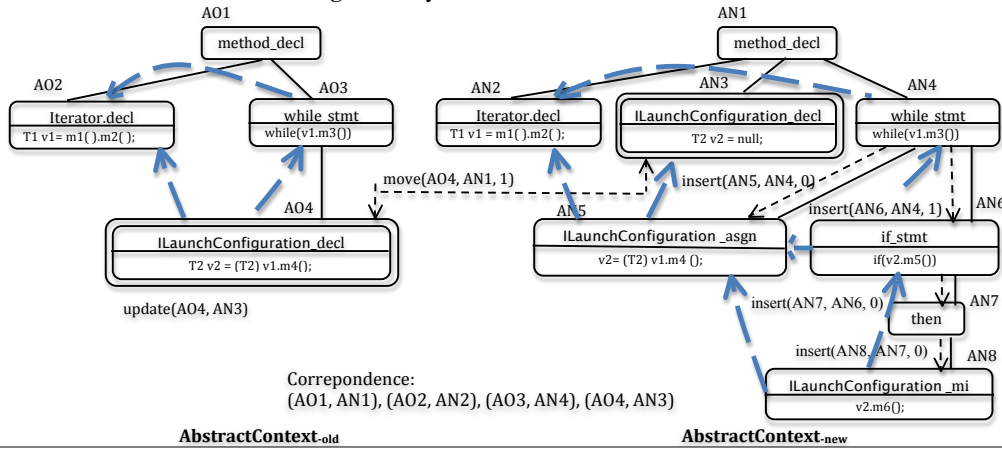 AO1
method_decl
AO2
AO3
Iterator.decl
T1 v1= m1( ).m2( );
while_stmt
while(v1.m3())
AO4
ILaunchConfiguration_decl
T2 v2 = (T2) v1.m4();
update(AO4, AN3)
move(AO4, AN1, 1)
AN1
method_decl
AN2
AN3
AN4
Iterator.decl
T1 v1 = m1( ).m2( );
ILaunchConfiguration_decl
T2 v2 = null;
while_stmt
while(v1.m3())
insert(AN5, AN4, 0)
AN5
insert(AN6, AN4, 1)
AN6
ILaunchConfiguration _asgn
v2= (T2) v1.m4 ();
if_stmt
if(v2.m5())
insert(AN7, AN6, 0)
AN7
then
insert(AN8, AN7, 0)
AN8
ILaunchConfiguration _mi
v2.m6();
Correpondence:
(AO1, AN1), (AO2, AN2), (AO3, AN4), (AO4, AN3)
AbstractContext-old
AbstractContext-new